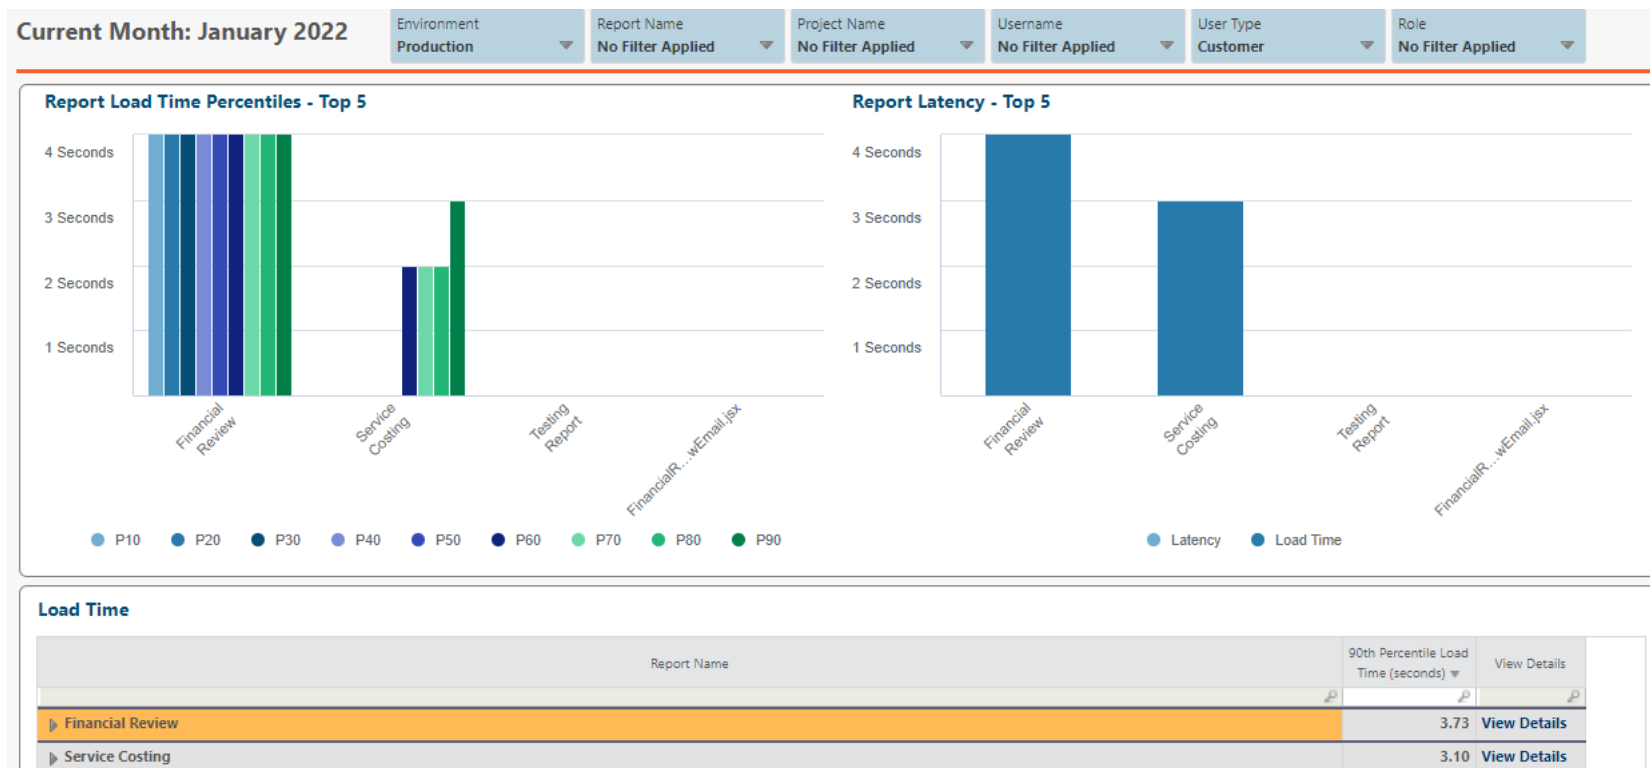 Current Month: January 2022
Environment
Production
Report Name
No Filter Applied
Project Name
No Filter Applied
Username
No Filter Applied
User Type
Customer
Role
No Filter Applied
Report Load Time Percentiles - Top 5
4 Seconds
3 Seconds
2 Seconds
1 Seconds
Financial
Review
Service
Costing
Testing
Report
FinancialR...wEmail.jsx
P10 P20 P30 P40 P50 P60 P70 P80 P90
Report Latency - Top 5
4 Seconds
3 Seconds
2 Seconds
1 Seconds
Financial
Review
Service
Costing
Testing
Report
FinancialR...wEmail.jsx
Latency Load Time
Load Time
Report Name
90th Percentile Load
Time (seconds)
View Details
Financial Review 3.73 View Details
Service Costing 3.10 View Details